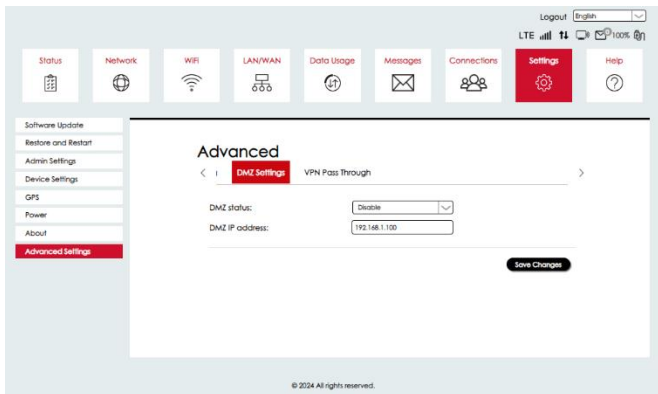 Logout English
LTE 100%
Status Network WiFi LAN/WAN Data Usage Messages Connections Settings Help
Software Update
Restore and Restart
Admin Settings
Device Settings
GPS
Power
About
Advanced Settings
Advanced
DMZ Settings VPN Pass Through
DMZ status: Disable
DMZ IP address: 192.168.1.100
Save Changes
© 2024 All rights reserved.